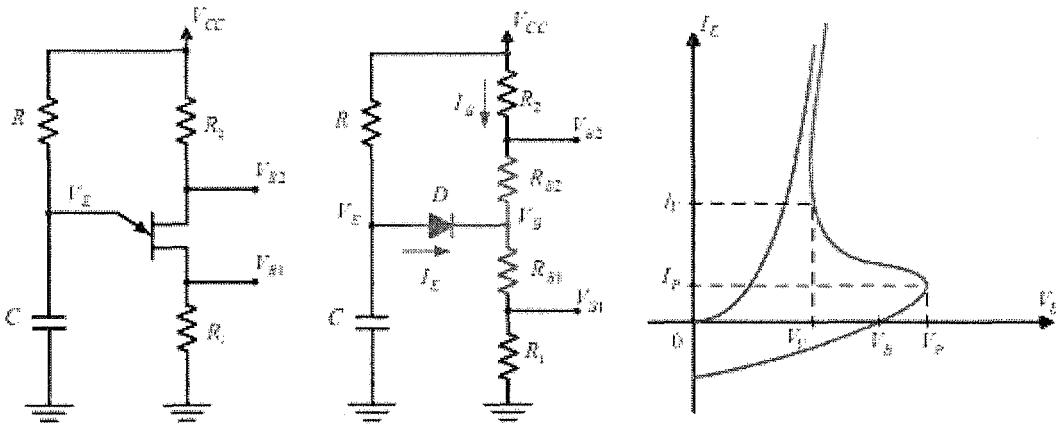 V_CC
R
R_2
V_B2
V_E
V_B1
C
V_CC
I_B
R_2
R
V_B2
R_B2
D
V_E
V_B
I_E
R_B1
V_B1
C
R_1
I_E
I_V
I_P
0
V_V
V_B
V_P
V_E